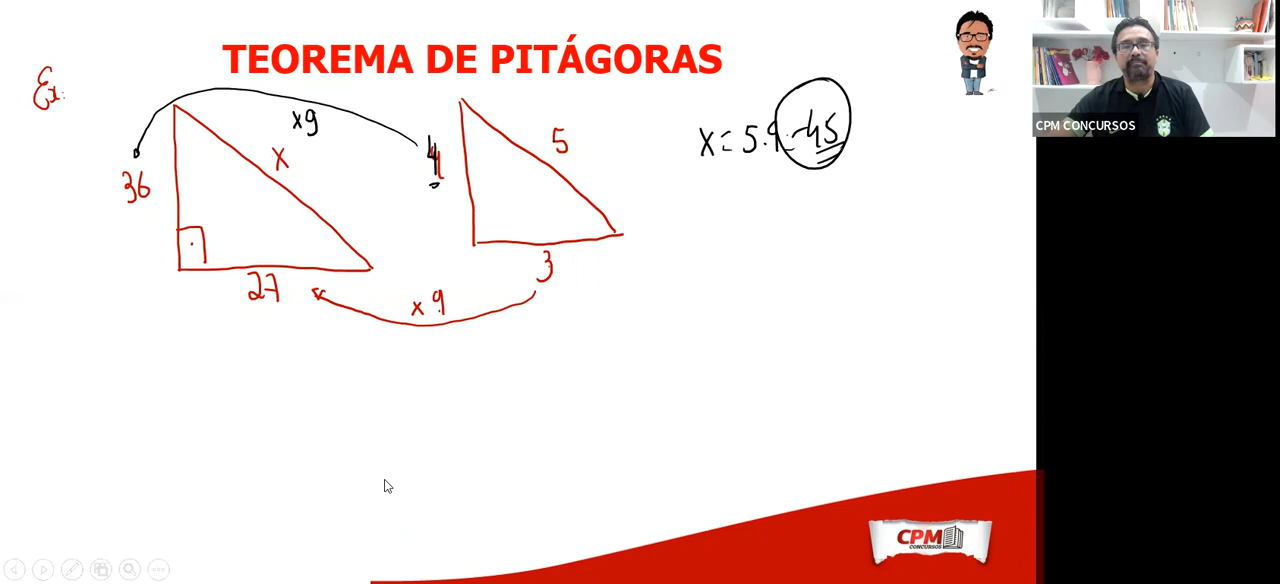 TEOREMA DE PITÁGORAS
Ex:
x9
36
x
4
5
x = 5.9 = 45
27
3
x9
CPM CONCURSOS
CPM
CONCURSOS